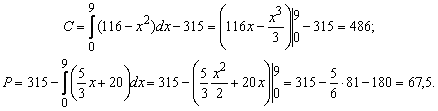 C = ∫₀⁹ (116 − x²)dx − 315 = (116x − x³/3)|₀⁹ − 315 = 486;
P = 315 − ∫₀⁹ (5/3 x + 20)dx = 315 − (5/3 x²/2 + 20x)|₀⁹ = 315 − 5/6 · 81 − 180 = 67,5.